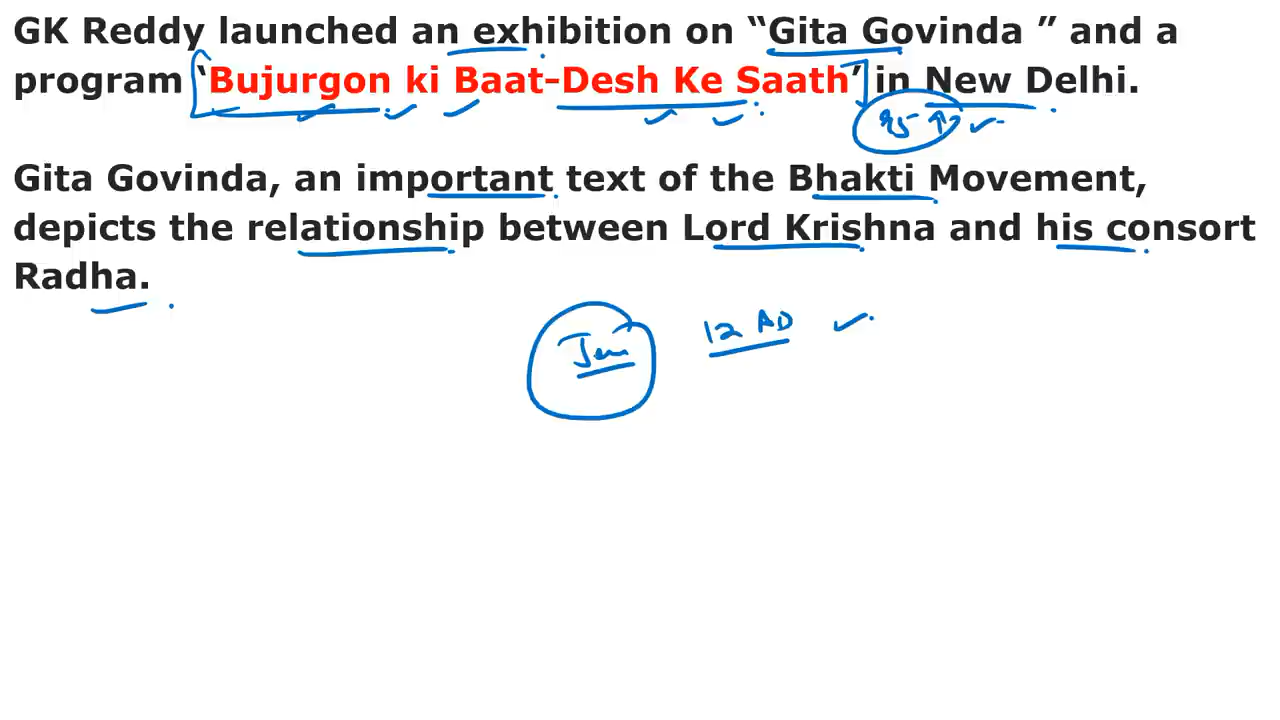 GK Reddy launched an exhibition on “Gita Govinda ” and a
program ‘Bujurgon ki Baat-Desh Ke Saath’ in New Delhi.
Gita Govinda, an important text of the Bhakti Movement,
depicts the relationship between Lord Krishna and his consort
Radha.
12 AD